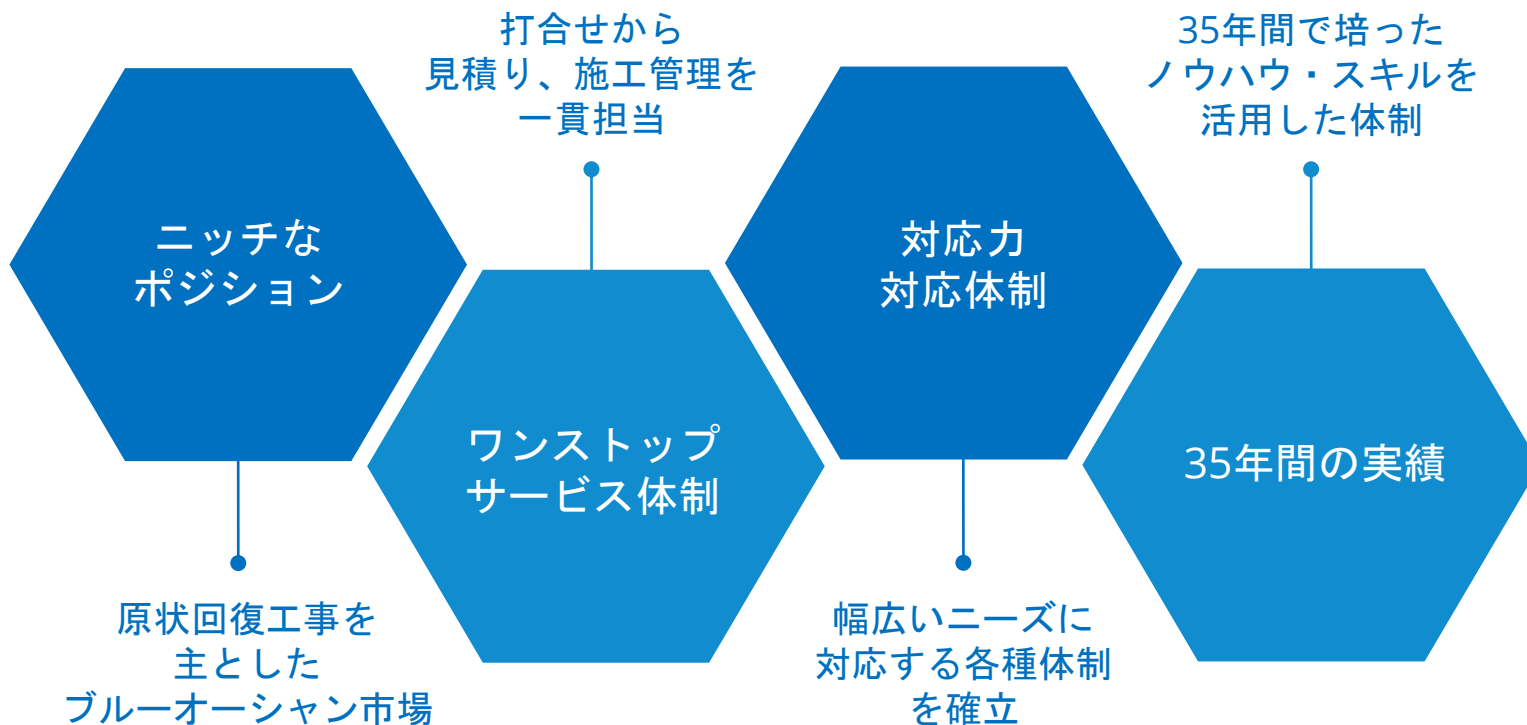 ニッチな
ポジション
原状回復工事を
主とした
ブルーオーシャン市場
打合せから
見積り、施工管理を
一貫担当
ワンストップ
サービス体制
対応力
対応体制
幅広いニーズに
対応する各種体制
を確立
35年間で培った
ノウハウ・スキルを
活用した体制
35年間の実績